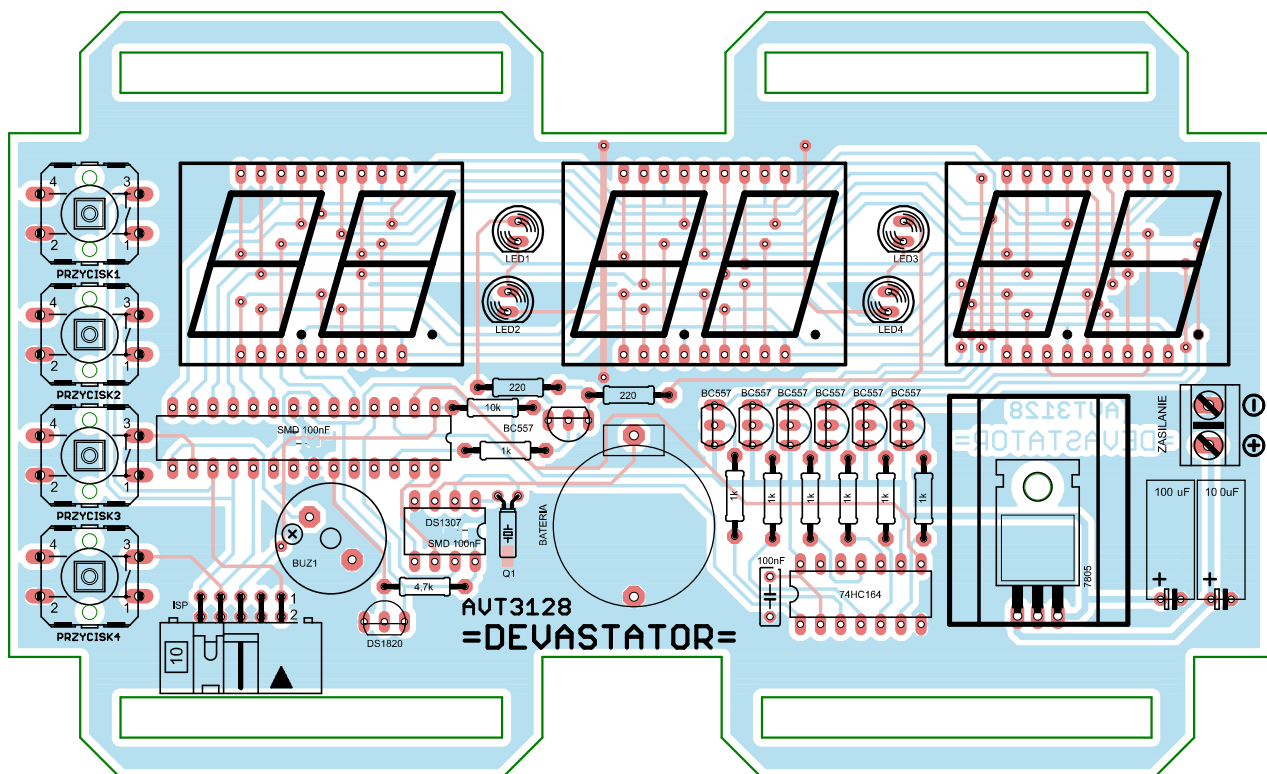 4 3
2 1
PRZYCISK1
4 3
2 1
PRZYCISK2
4 3
2 1
PRZYCISK3
4 3
2 1
PRZYCISK4
LED1
LED2
LED3
LED4
220
220
10k
BC557
1k
SMD 100nF
BC557 BC557 BC557 BC557 BC557 BC557
1k 1k 1k 1k 1k 1k
AVT3128
=DEVASTATOR=
ZASILANIE
- +
100 uF
10 0uF
+ +
7805
DS1307
SMD 100nF
Q1
BATERIA
BUZ1
4,7k
DS1820
ISP
1
2
10
100nF
74HC164
AVT3128
=DEVASTATOR=